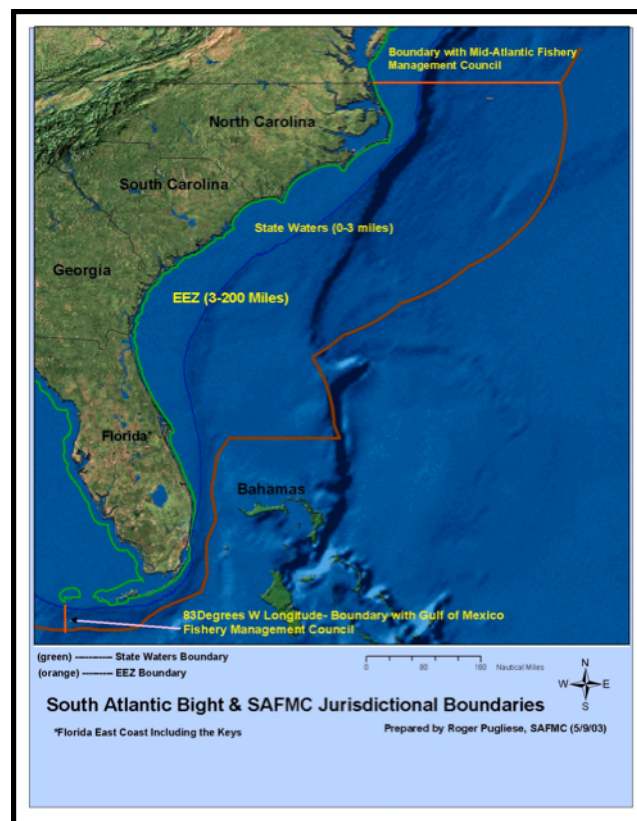 Boundary with Mid-Atlantic Fishery
Management Council
North Carolina
South Carolina
State Waters (0-3 miles)
Georgia
EEZ (3-200 Miles)
Florida*
Bahamas
83Degrees W Longitude- Boundary with Gulf of Mexico
Fishery Management Council
(green) ----------- State Waters Boundary
(orange) ----------- EEZ Boundary
0 80 160 Nautical Miles
N
W E
S
South Atlantic Bight & SAFMC Jurisdictional Boundaries
*Florida East Coast Including the Keys
Prepared by Roger Pugliese, SAFMC (5/9/03)